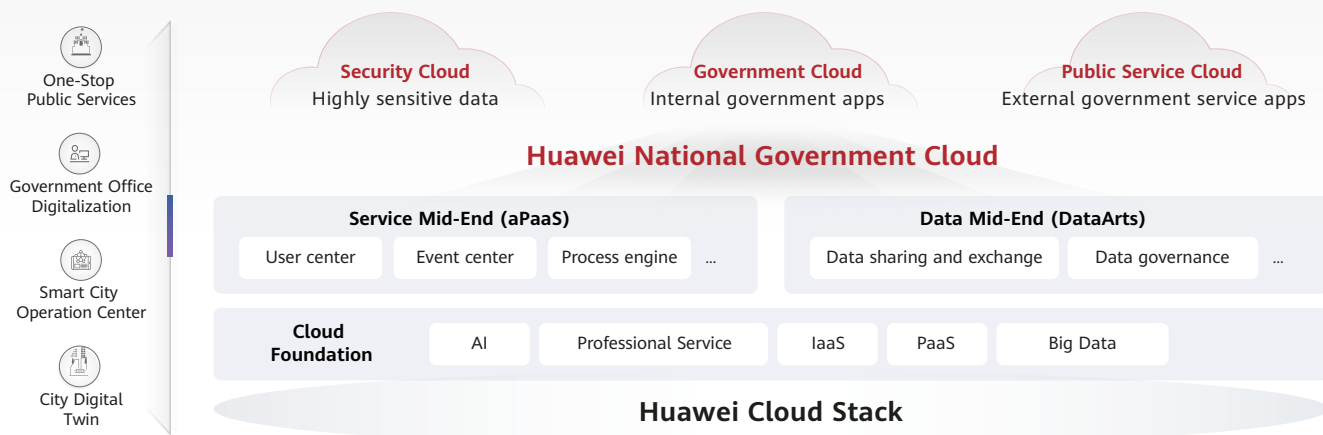 One-Stop
Public Services
Government Office
Digitalization
Smart City
Operation Center
City Digital
Twin
Security Cloud
Highly sensitive data
Government Cloud
Internal government apps
Public Service Cloud
External government service apps
Huawei National Government Cloud
Service Mid-End (aPaaS)
User center
Event center
Process engine
...
Data Mid-End (DataArts)
Data sharing and exchange
Data governance
...
Cloud
Foundation
AI
Professional Service
IaaS
PaaS
Big Data
Huawei Cloud Stack